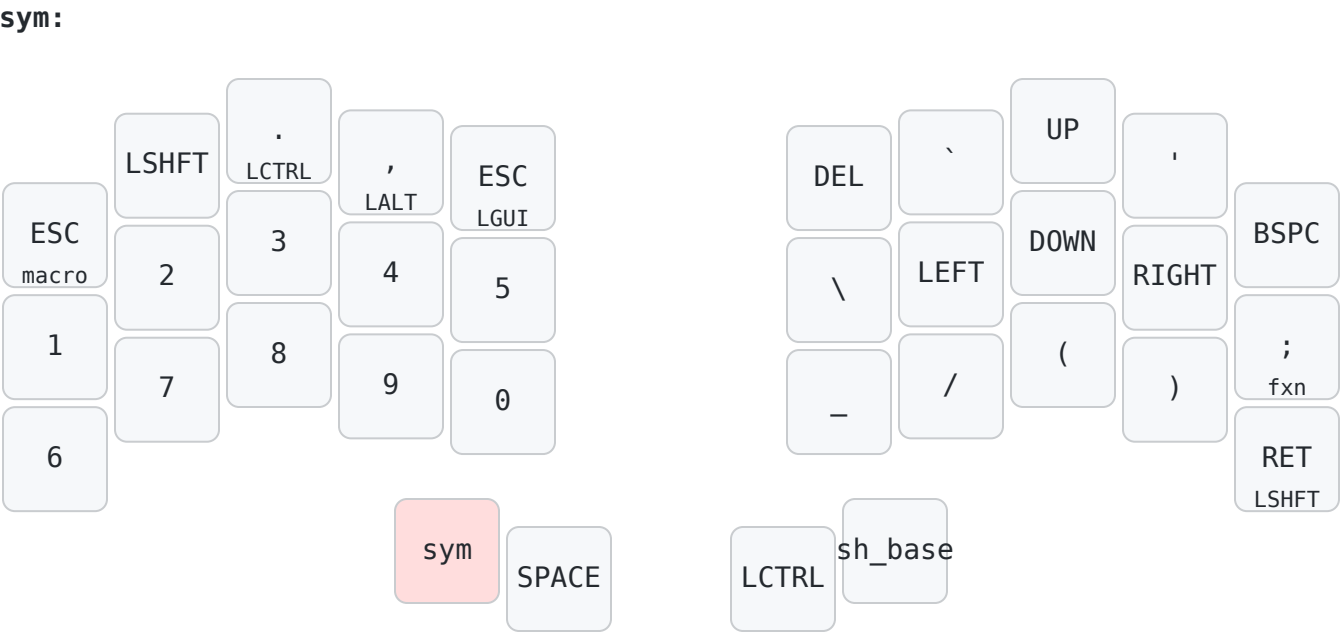 sym:
ESC
macro
LSHFT
.
LCTRL
,
LALT
ESC
LGUI
DEL
`
UP
'
BSPC
1
2
3
4
5
\
LEFT
DOWN
RIGHT
;
fxn
6
7
8
9
0
_
/
(
)
RET
LSHFT
sym
SPACE
LCTRL
sh_base